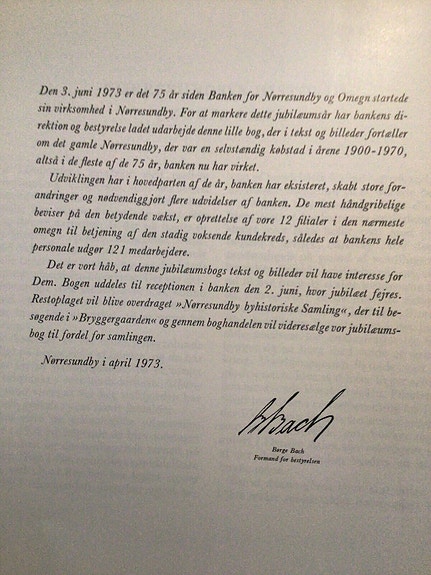 Den 3. juni 1973 er det 75 år siden Banken for Nørresundby og Omegn startede
sin virksomhed i Nørresundby. For at markere dette jubilæumsår har bankens di-
rektion og bestyrelse ladet udarbejde denne lille bog, der i tekst og billeder fortæller
om det gamle Nørresundby, der var en selvstændig købstad i årene 1900-1970,
altså i de fleste af de 75 år, banken nu har virket.
Udviklingen har i hovedparten af de år, banken har eksisteret, skabt store for-
andringer og nødvendiggjort flere udvidelser af banken. De mest håndgribelige
beviser på den betydende vækst, er oprettelse af vore 12 filialer i den nærmeste
omegn til betjening af den stadig voksende kundekreds, således at bankens hele
personale udgør 121 medarbejdere.
Det er vort håb, at denne jubilæumsbogs tekst og billeder vil have interesse for
Dem. Bogen uddeles til receptionen i banken den 2. juni, hvor jubilæet fejres.
Restoplaget vil blive overdraget »Nørresundby byhistoriske Samling«, der til be-
søgende i »Bryggergaarden« og gennem boghandelen vil videresælge vor jubilæums-
bog til fordel for samlingen.
Nørresundby i april 1973.
BBach
Børge Bach
Formand for bestyrelsen